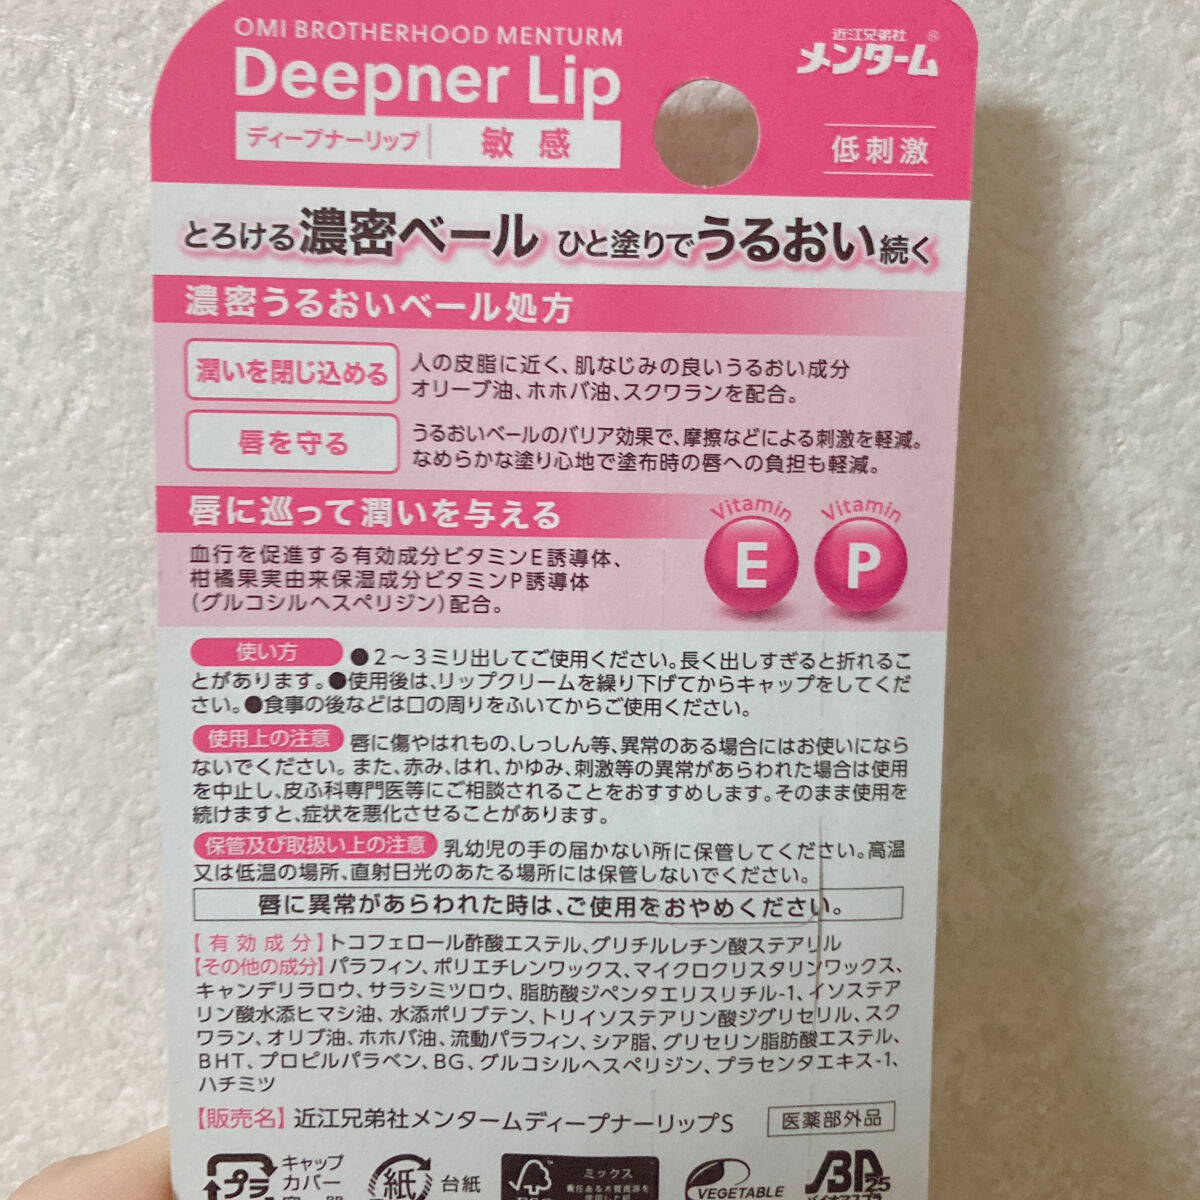 OMI BROTHERHOOD MENTURM
Deepner Lip
ディープナーリップ 敏感
近江兄弟社
メンターム®
低刺激
とろける濃密ベール ひと塗りでうるおい続く
濃密うるおいベール処方
潤いを閉じ込める
人の皮脂に近く、肌なじみの良いうるおい成分
オリーブ油、ホホバ油、スクワランを配合。
唇を守る
うるおいベールのバリア効果で、摩擦などによる刺激を軽減。
なめらかな塗り心地で塗布時の唇への負担も軽減。
唇に巡って潤いを与える
血行を促進する有効成分ビタミンE誘導体、
柑橘果実由来保湿成分ビタミンP誘導体
(グルコシルヘスペリジン)配合。
Vitamin E
Vitamin P
使い方 ●2〜3ミリ出してご使用ください。長く出しすぎると折れるこ
とがあります。●使用後は、リップクリームを繰り下げてからキャップをしてくだ
さい。●食事の後などは口の周りをふいてからご使用ください。
使用上の注意 唇に傷やはれもの、しっしん等、異常のある場合にはお使いになら
ないでください。また、赤み、はれ、かゆみ、刺激等の異常があらわれた場合は使用
を中止し、皮ふ科専門医等にご相談されることをおすすめします。そのまま使用を
続けますと、症状を悪化させることがあります。
保管及び取扱い上の注意 乳幼児の手の届かない所に保管してください。高温
又は低温の場所、直射日光のあたる場所には保管しないでください。
唇に異常があらわれた時は、ご使用をおやめください。
【有効成分】トコフェロール酢酸エステル、グリチルレチン酸ステアリル
【その他の成分】パラフィン、ポリエチレンワックス、マイクロクリスタリンワックス、
キャンデリラロウ、サラシミツロウ、脂肪酸ジペンタエリスリチル-1、イソステア
リン酸水添ヒマシ油、水添ポリブテン、トリイソステアリン酸ジグリセリル、スク
ワラン、オリブ油、ホホバ油、流動パラフィン、シア脂、グリセリン脂肪酸エステル、
BHT、プロピルパラベン、BG、グルコシルヘスペリジン、プラセンタエキス-1、
ハチミツ
【販売名】近江兄弟社メンタームディープナーリップS 医薬部外品
プラ
キャップ
カバー
紙
台紙
ミックス
責任ある木質資源を
使用した紙
VEGETABLE
25